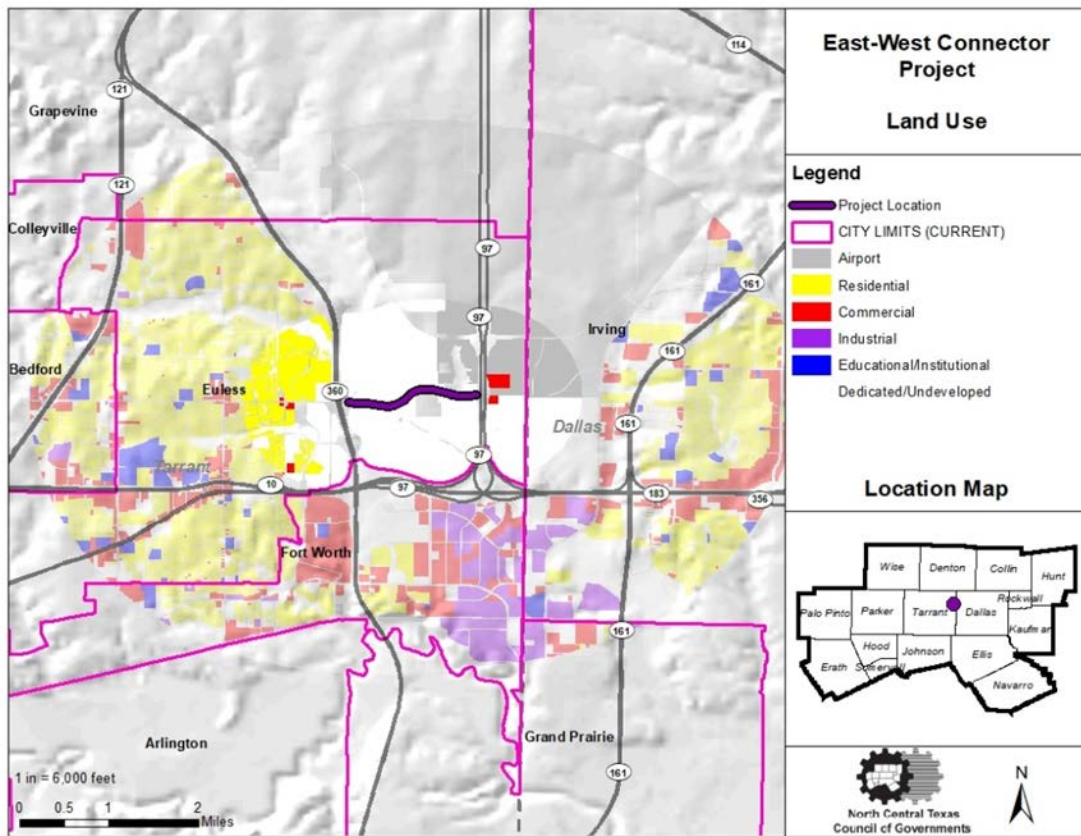 East-West Connector
Project
Land Use
Legend
Project Location
CITY LIMITS (CURRENT)
Airport
Residential
Commercial
Industrial
Educational/Institutional
Dedicated/Undeveloped
Location Map
Wise
Denton
Collin
Hunt
Palo Pinto
Parker
Tarrant
Dallas
Rockwall
Kaufman
Hood
Johnson
Ellis
Erath
Somervell
Navarro
North Central Texas
Council of Governments
N
114
121
Grapevine
121
Colleyville
97
161
97
Irving
161
Bedford
Euless
360
161
Dallas
97
Tarrant
10
97
183
356
Fort Worth
161
Arlington
Grand Prairie
161
1 in = 6,000 feet
0 0.5 1 2
Miles